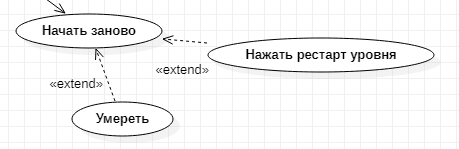 Начать заново
«extend»
Нажать рестарт уровня
«extend»
Умереть